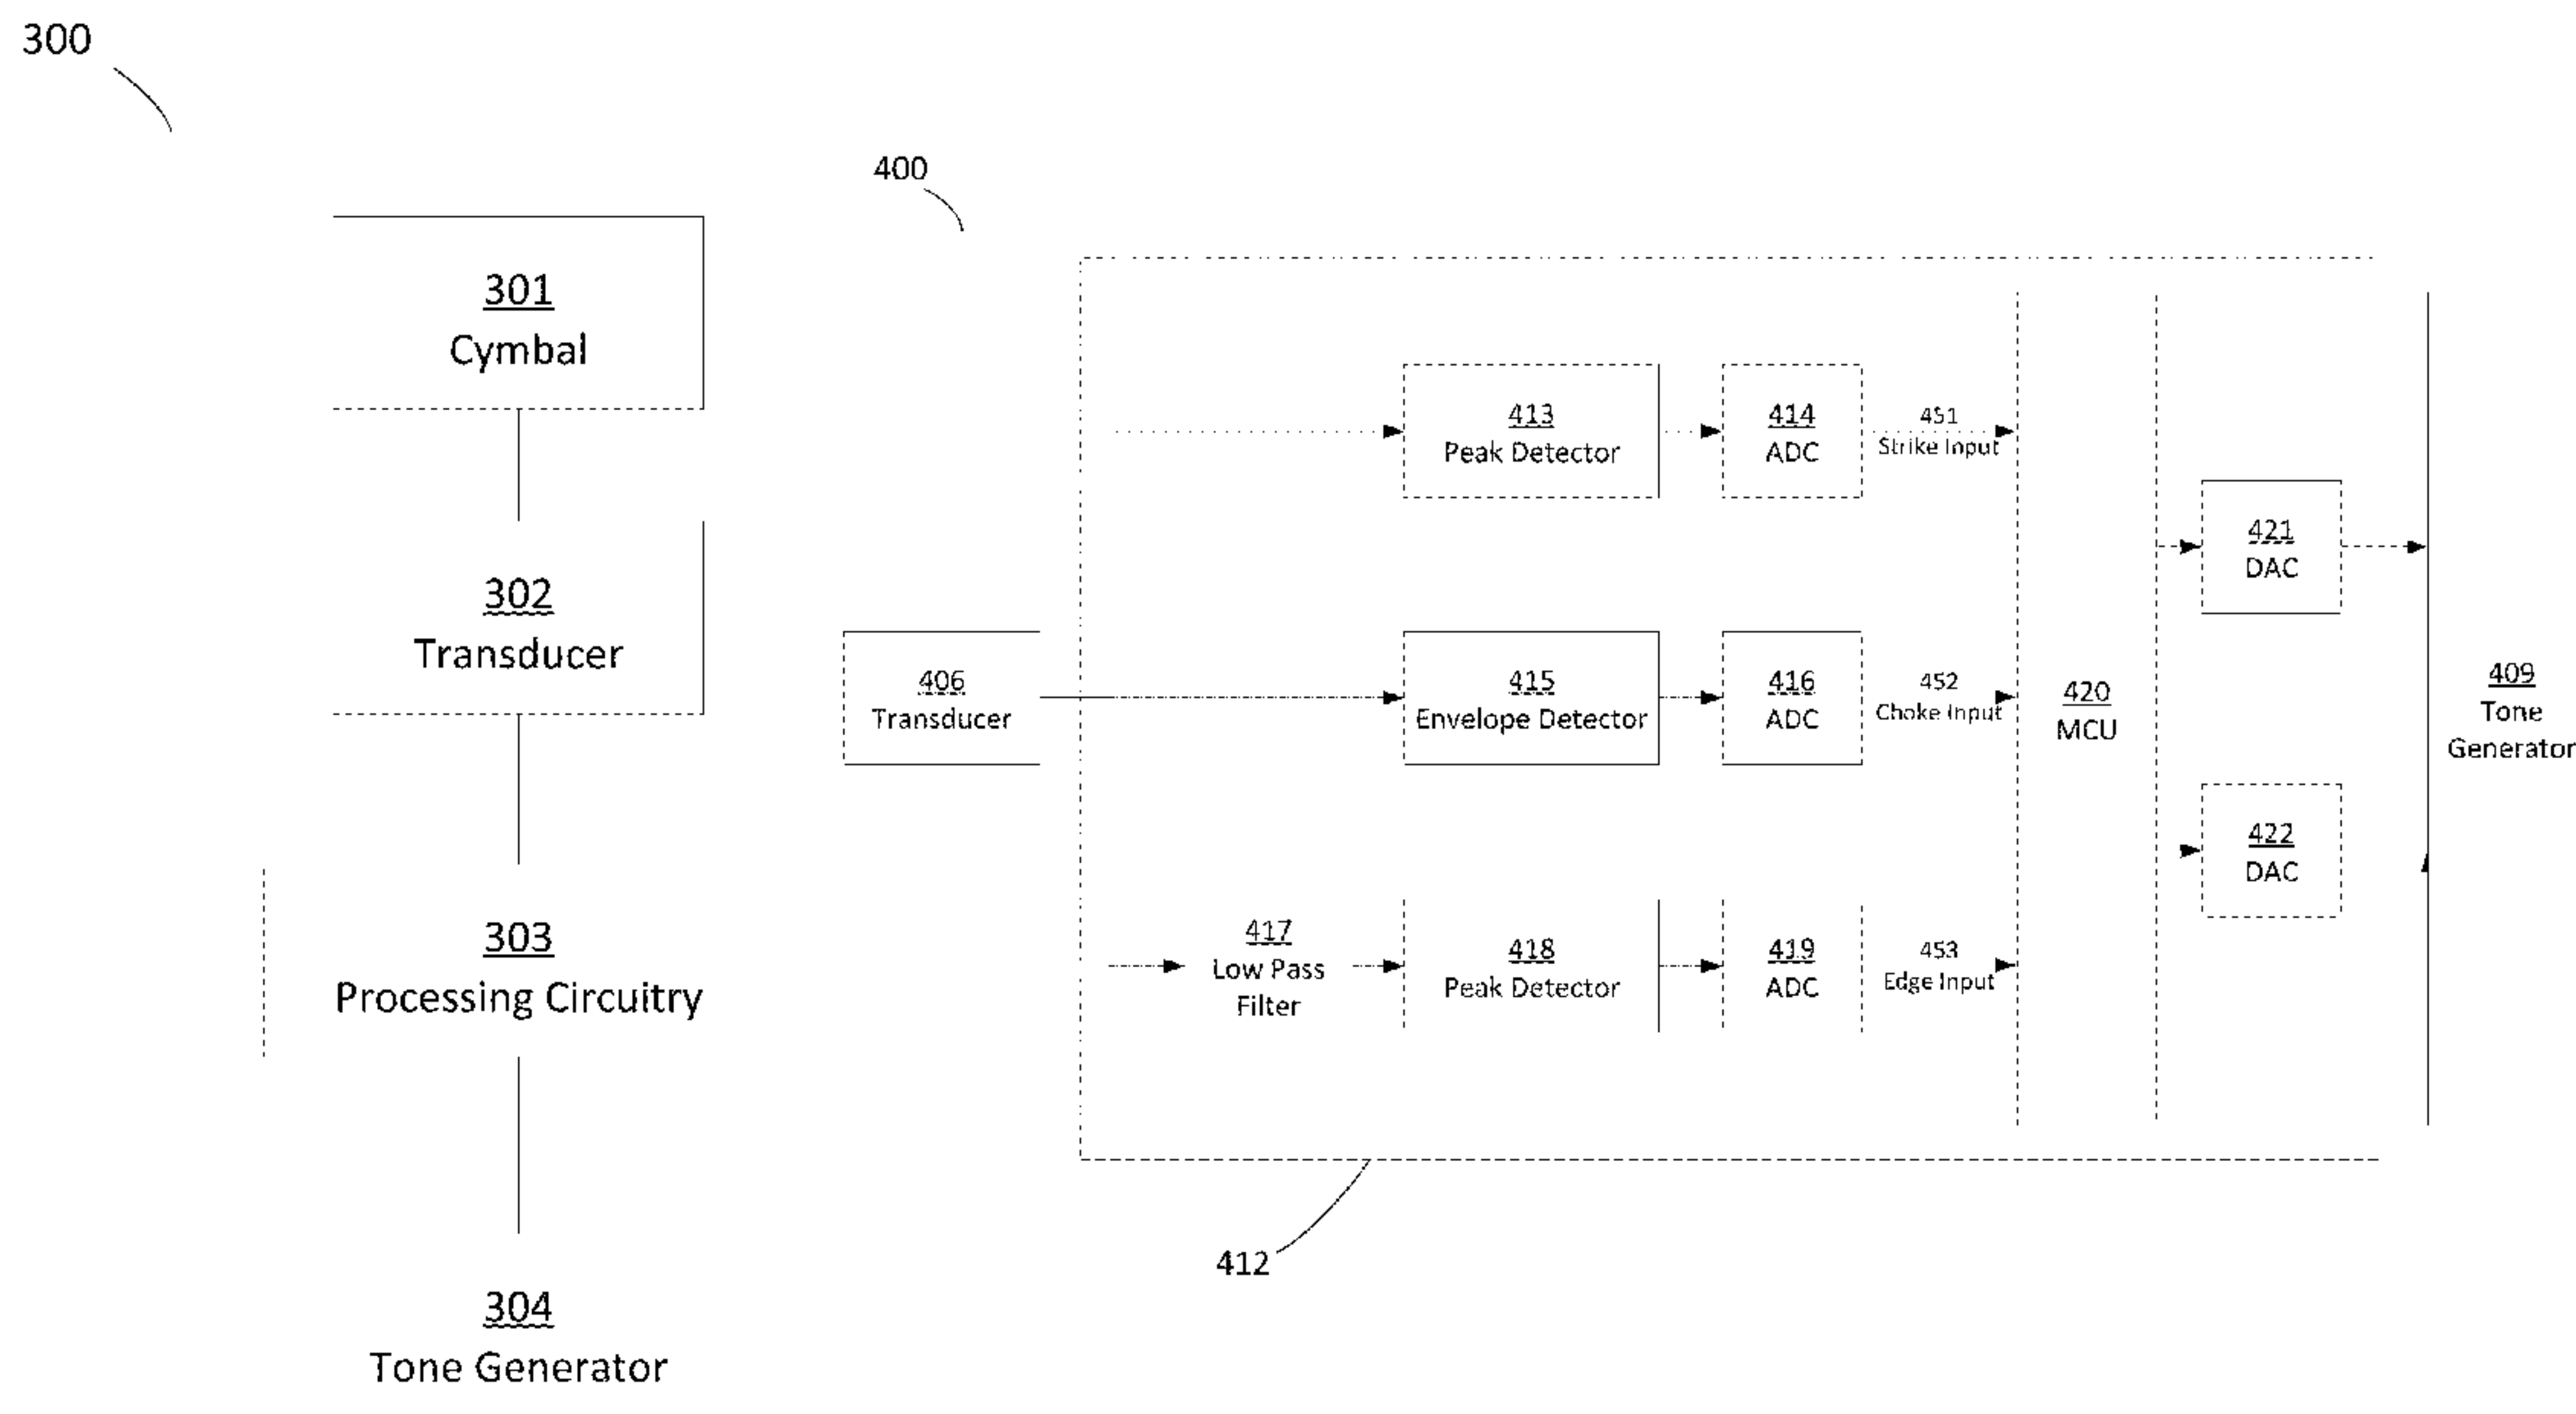 300
301
Cymbal
302
Transducer
303
Processing Circuitry
304
Tone Generator
400
413
Peak Detector
414
ADC
451
Strike Input
406
Transducer
415
Envelope Detector
416
ADC
452
Choke Input
417
Low Pass
Filter
418
Peak Detector
419
ADC
453
Edge Input
420
MCU
421
DAC
422
DAC
409
Tone
Generator
412